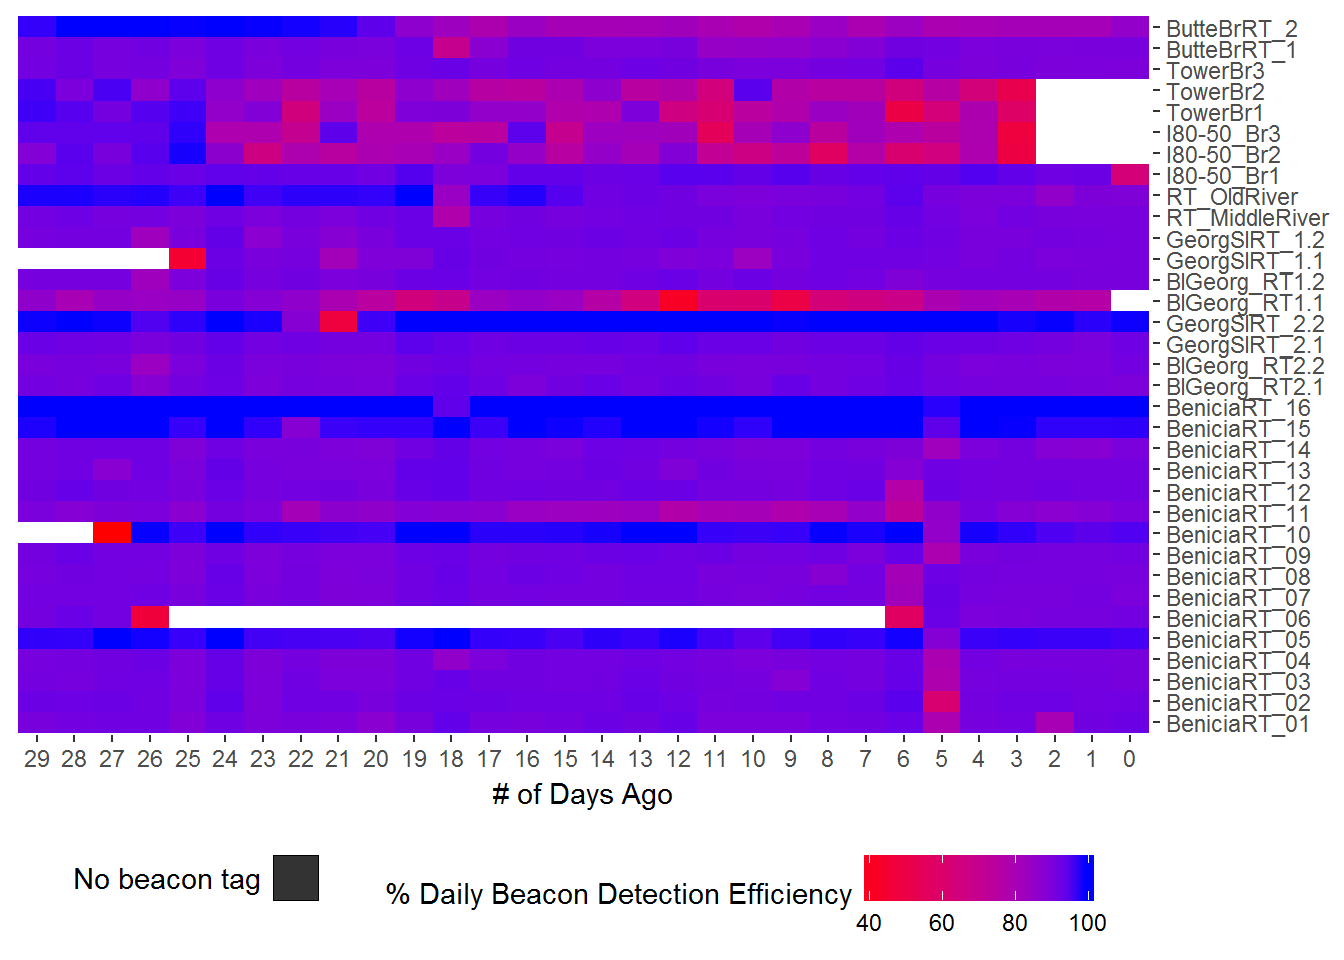 ButteBrRT_2
ButteBrRT_1
TowerBr3
TowerBr2
TowerBr1
I80-50_Br3
I80-50_Br2
I80-50_Br1
RT_OldRiver
RT_MiddleRiver
GeorgSlRT_1.2
GeorgSlRT_1.1
BlGeorg_RT1.2
BlGeorg_RT1.1
GeorgSlRT_2.2
GeorgSlRT_2.1
BlGeorg_RT2.2
BlGeorg_RT2.1
BeniciaRT_16
BeniciaRT_15
BeniciaRT_14
BeniciaRT_13
BeniciaRT_12
BeniciaRT_11
BeniciaRT_10
BeniciaRT_09
BeniciaRT_08
BeniciaRT_07
BeniciaRT_06
BeniciaRT_05
BeniciaRT_04
BeniciaRT_03
BeniciaRT_02
BeniciaRT_01
29 28 27 26 25 24 23 22 21 20 19 18 17 16 15 14 13 12 11 10 9 8 7 6 5 4 3 2 1 0
# of Days Ago
No beacon tag
% Daily Beacon Detection Efficiency
40 60 80 100